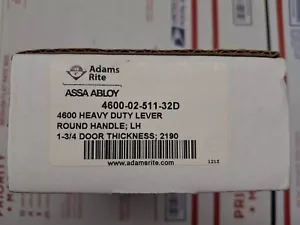 Adams
Rite
ASSA ABLOY
4600-02-511-32D
4600 HEAVY DUTY LEVER
ROUND HANDLE; LH
1-3/4 DOOR THICKNESS; 2190
www.adamsrite.com
PRIORITY